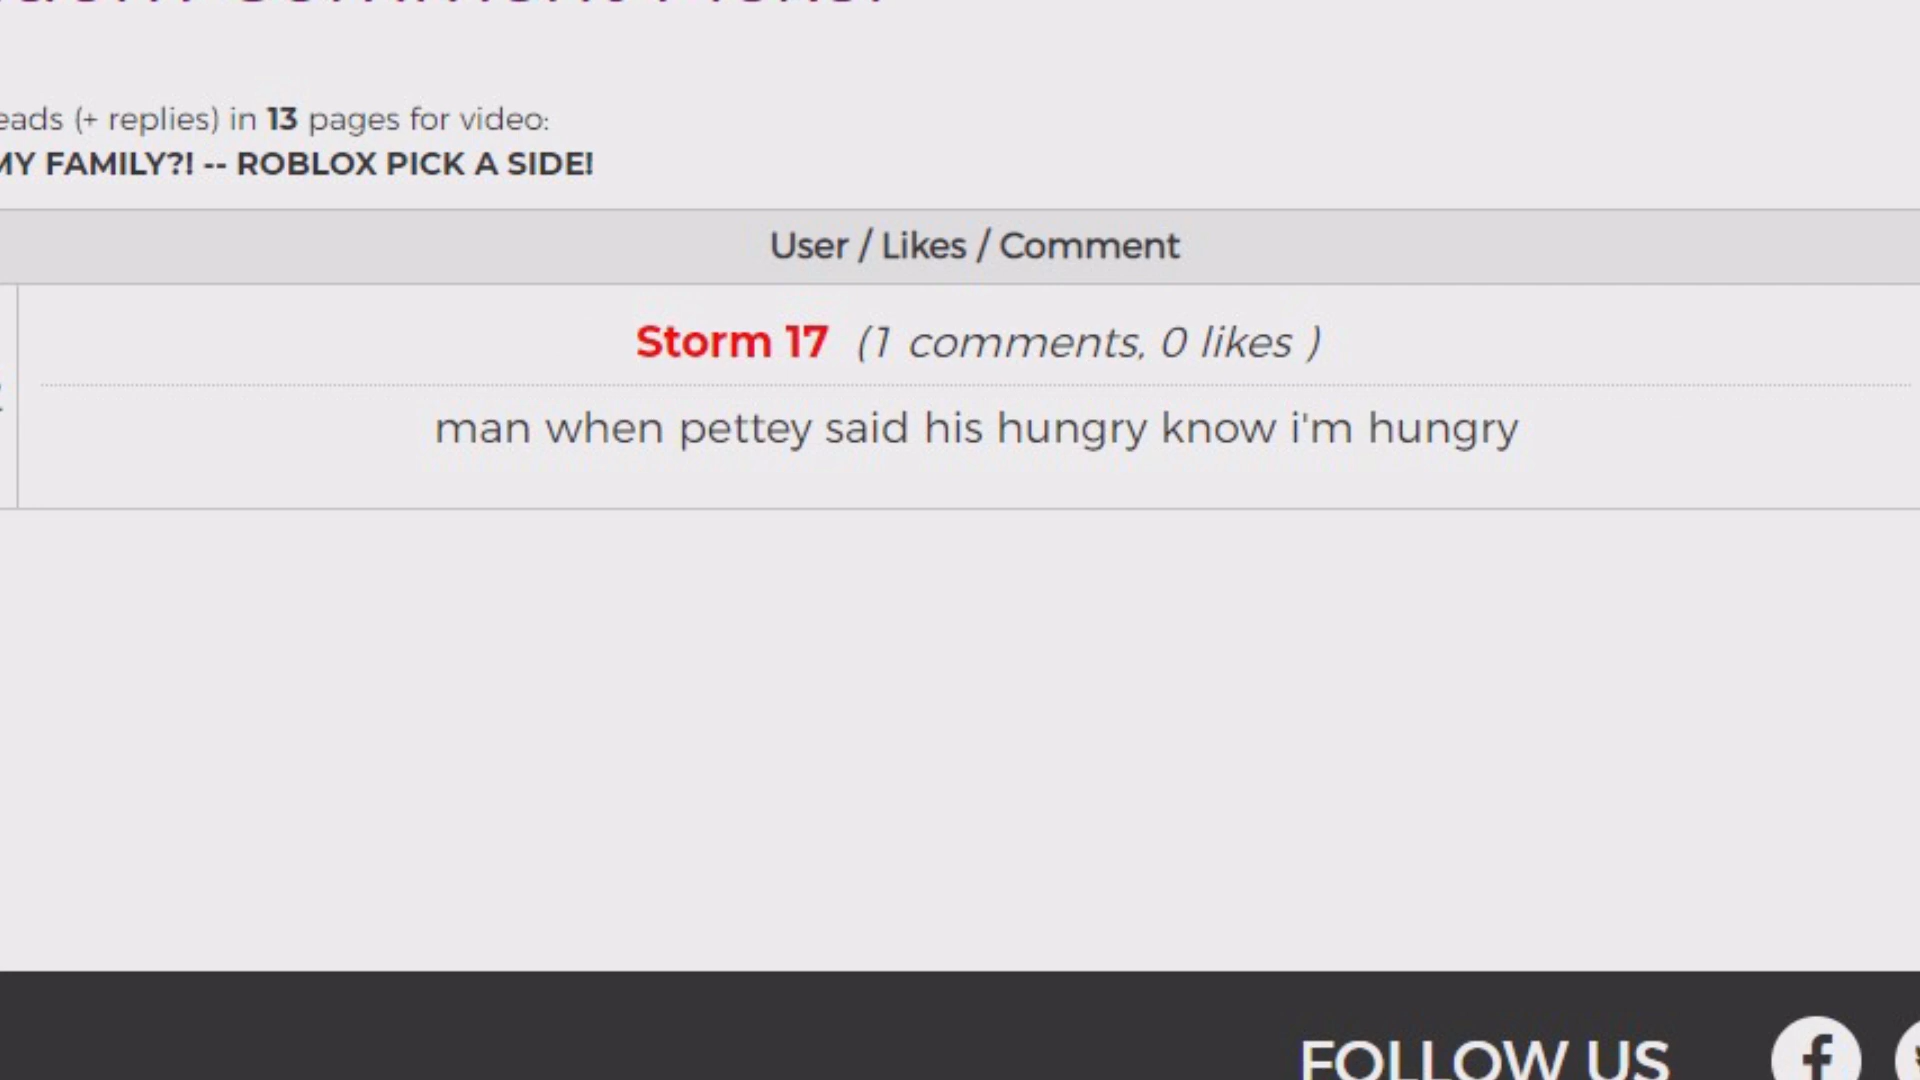 (+ replies) in 13 pages for video:
MY FAMILY?! -- ROBLOX PICK A SIDE!
User / Likes / Comment
Storm 17 (1 comments, 0 likes )
man when pettey said his hungry know i'm hungry
FOLLOW US